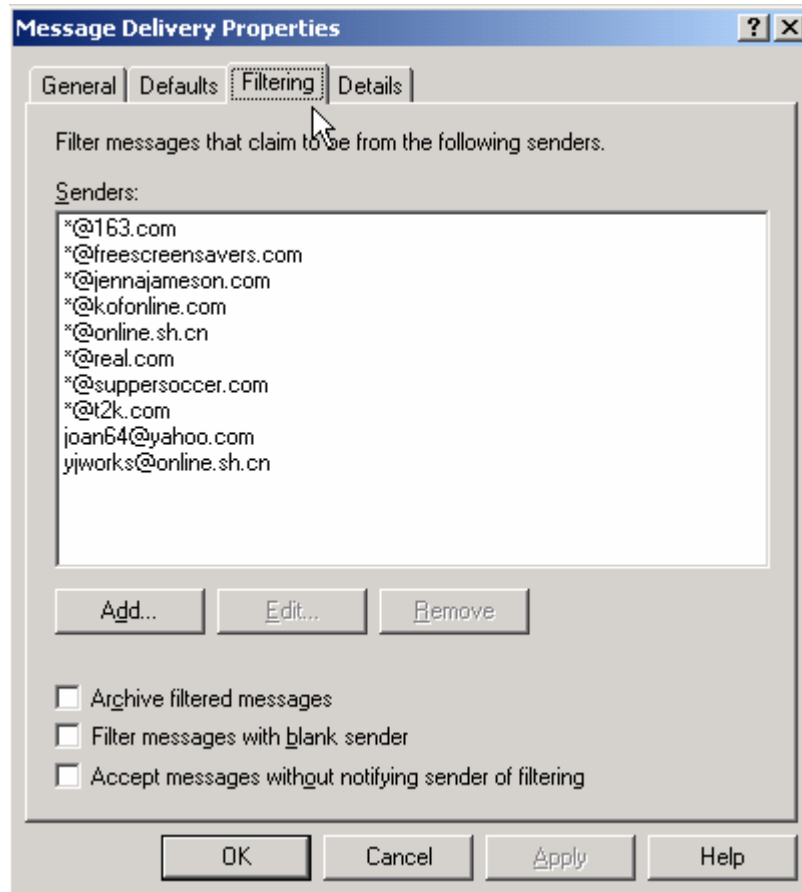 Message Delivery Properties
General Defaults Filtering Details
Filter messages that claim to be from the following senders.
Senders:
*@163.com
*@freescreensavers.com
*@jennajameson.com
*@kofonline.com
*@online.sh.cn
*@real.com
*@suppersoccer.com
*@t2k.com
joan64@yahoo.com
yjworks@online.sh.cn
Add... Edit... Remove
Archive filtered messages
Filter messages with blank sender
Accept messages without notifying sender of filtering
OK Cancel Apply Help